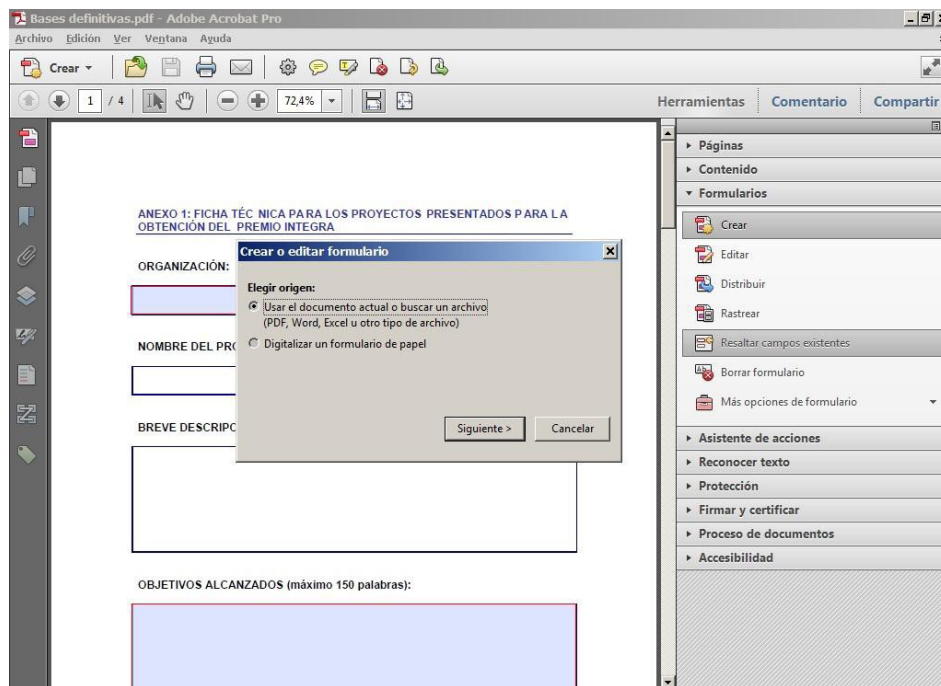 Bases definitivas.pdf - Adobe Acrobat Pro
Archivo Edición Ver Ventana Ayuda
Crear
1 / 4 72,4% Herramientas Comentario Compartir
Páginas
Contenido
Formularios
Crear
Editar
Distribuir
Rastrear
Resaltar campos existentes
Borrar formulario
Más opciones de formulario
Asistente de acciones
Reconocer texto
Protección
Firmar y certificar
Proceso de documentos
Accesibilidad
ANEXO 1: FICHA TÉC NICA PARA LOS PROYECTOS PRESENTADOS PARA LA
OBTENCIÓN DEL PREMIO INTEGRA
ORGANIZACIÓN:
NOMBRE DEL PRO
BREVE DESCRIPC
OBJETIVOS ALCANZADOS (máximo 150 palabras):
Crear o editar formulario
Elegir origen:
Usar el documento actual o buscar un archivo
(PDF, Word, Excel u otro tipo de archivo)
Digitalizar un formulario de papel
Siguiente > Cancelar